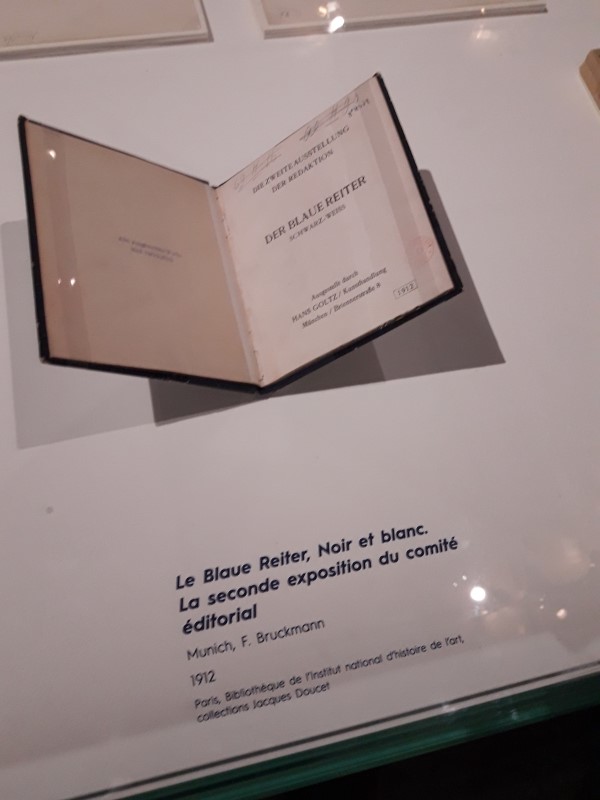 DIE ZWEITE AUSSTELLUNG
DER REDAKTION
DER BLAUE REITER
SCHWARZ-WEISS
Ausgestellt durch
HANS GOLTZ / Kunsthandlung
München / Briennerstraße 8
1912
Le Blaue Reiter, Noir et blanc.
La seconde exposition du comité
éditorial
Munich, F. Bruckmann
1912
Paris, Bibliothèque de l'Institut national d'histoire de l'art,
collections Jacques Doucet